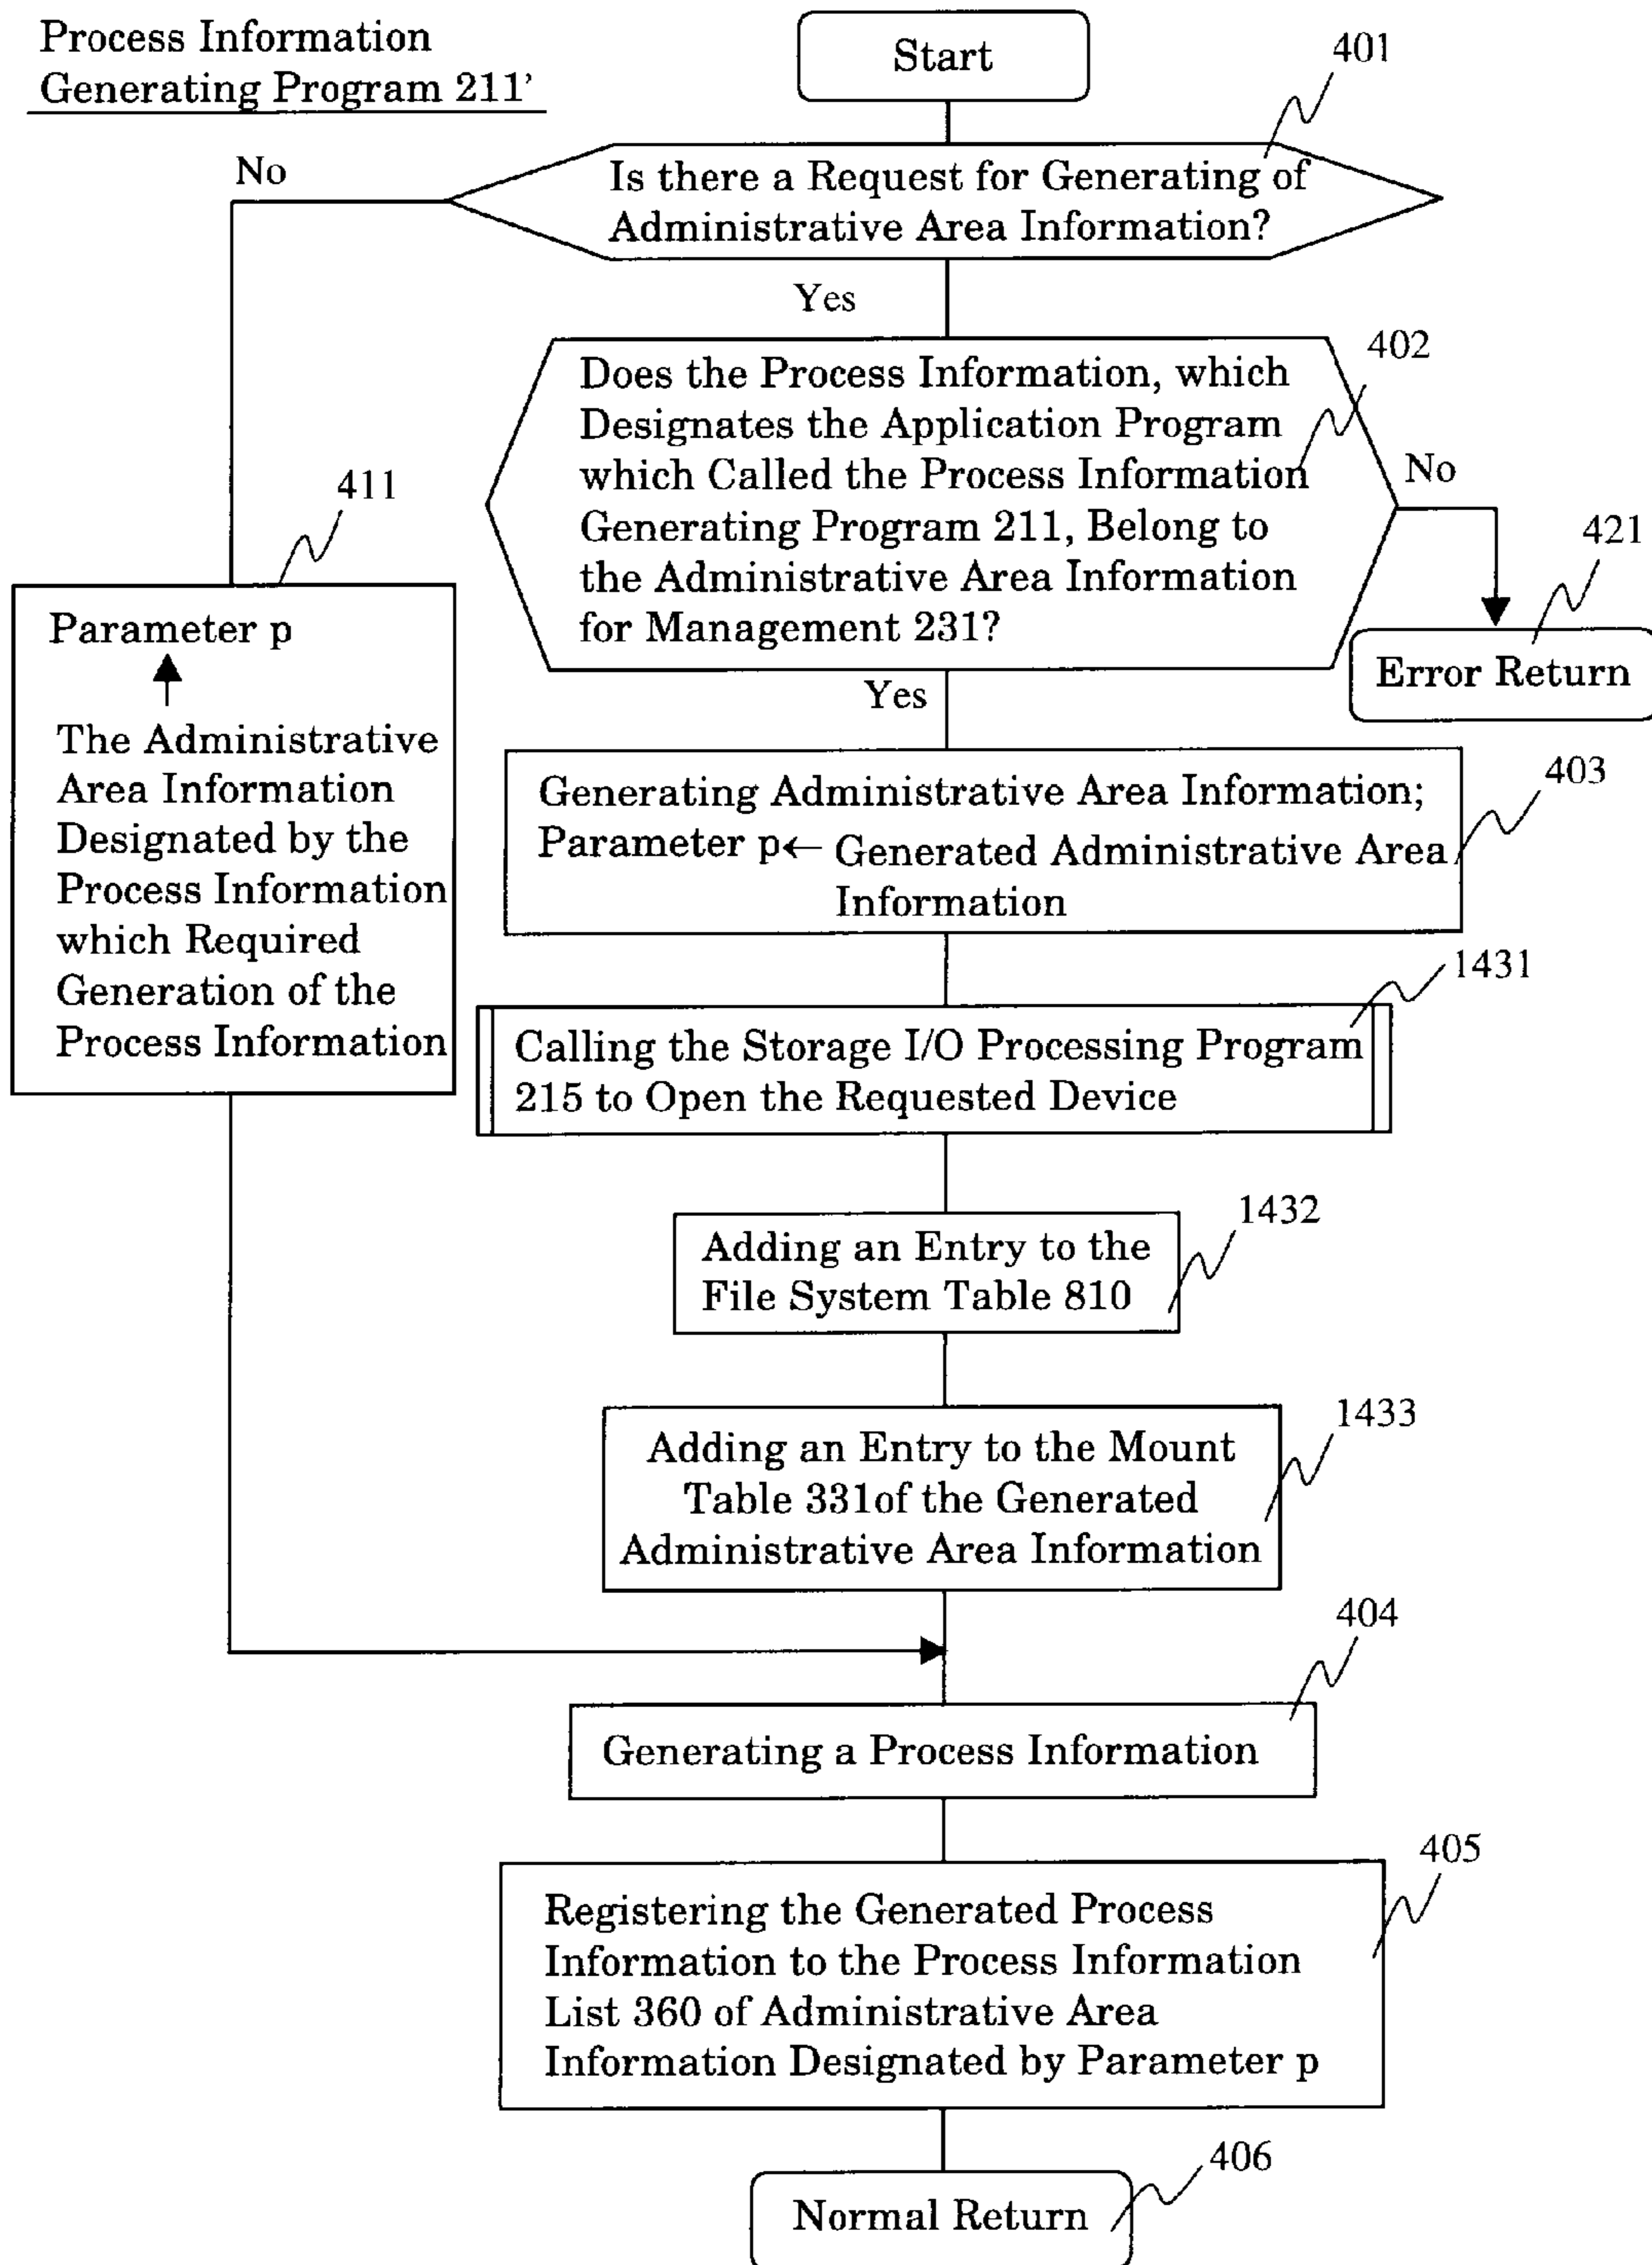 Process Information
Generating Program 211’
Start
401
Is there a Request for Generating of
Administrative Area Information?
No
Yes
402
Does the Process Information, which
Designates the Application Program
which Called the Process Information
Generating Program 211, Belong to
the Administrative Area Information
for Management 231?
No
421
Error Return
Yes
411
Parameter p
The Administrative
Area Information
Designated by the
Process Information
which Required
Generation of the
Process Information
403
Generating Administrative Area Information;
Parameter p← Generated Administrative Area
Information
1431
Calling the Storage I/O Processing Program
215 to Open the Requested Device
1432
Adding an Entry to the
File System Table 810
1433
Adding an Entry to the Mount
Table 331of the Generated
Administrative Area Information
404
Generating a Process Information
405
Registering the Generated Process
Information to the Process Information
List 360 of Administrative Area
Information Designated by Parameter p
406
Normal Return